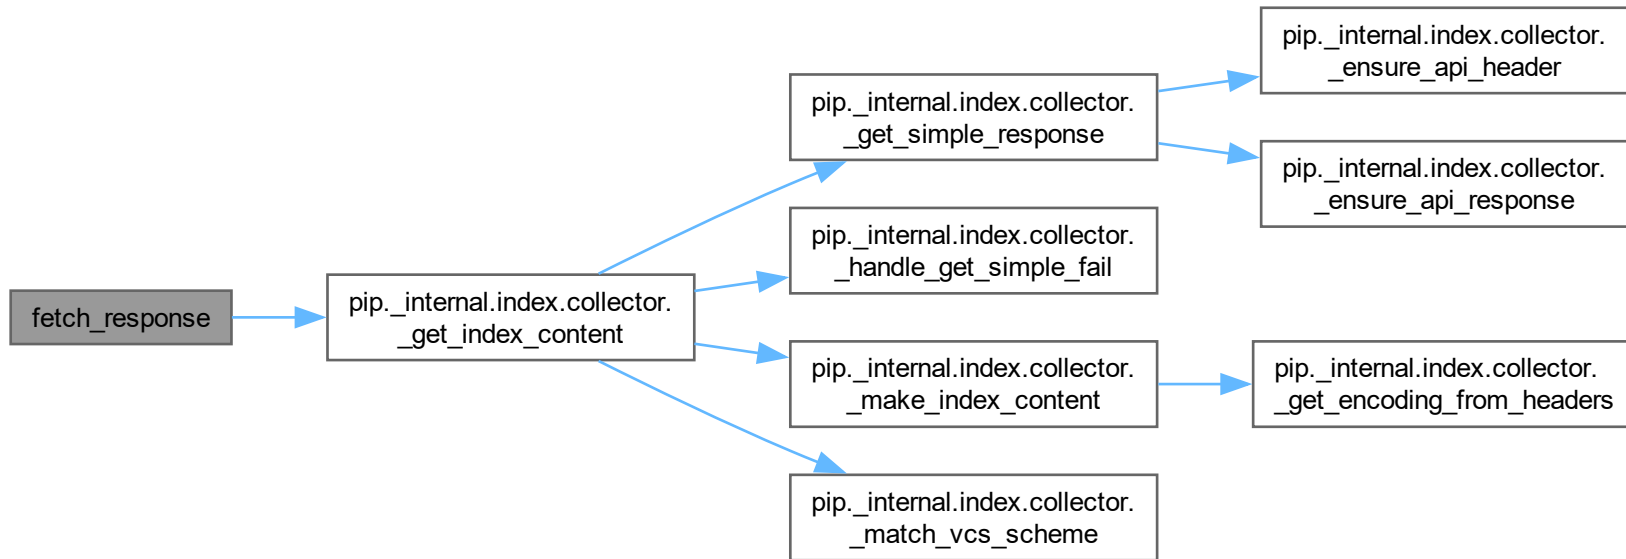 fetch_response
pip._internal.index.collector.
_get_index_content
pip._internal.index.collector.
_get_simple_response
pip._internal.index.collector.
_handle_get_simple_fail
pip._internal.index.collector.
_make_index_content
pip._internal.index.collector.
_match_vcs_scheme
pip._internal.index.collector.
_ensure_api_header
pip._internal.index.collector.
_ensure_api_response
pip._internal.index.collector.
_get_encoding_from_headers